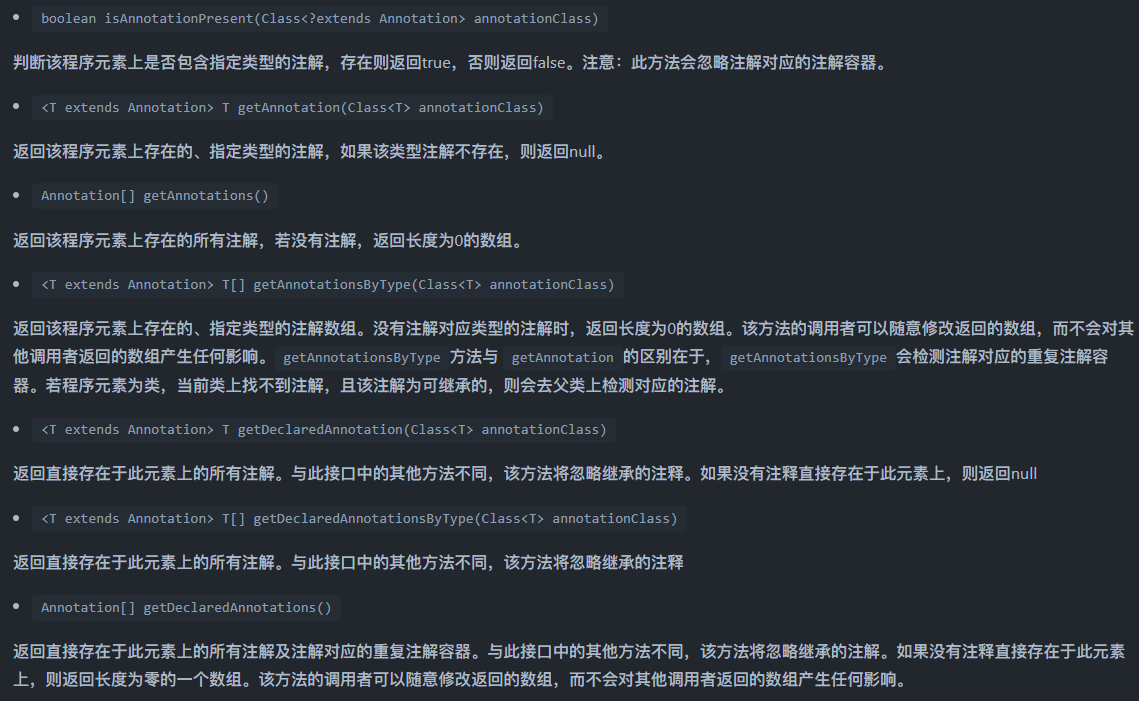 boolean isAnnotationPresent(Class<?extends Annotation> annotationClass)
判断该程序元素上是否包含指定类型的注解，存在则返回true，否则返回false。注意：此方法会忽略注解对应的注解容器。
<T extends Annotation> T getAnnotation(Class<T> annotationClass)
返回该程序元素上存在的、指定类型的注解，如果该类型注解不存在，则返回null。
Annotation[] getAnnotations()
返回该程序元素上存在的所有注解，若没有注解，返回长度为0的数组。
<T extends Annotation> T[] getAnnotationsByType(Class<T> annotationClass)
返回该程序元素上存在的、指定类型的注解数组。没有注解对应类型的注解时，返回长度为0的数组。该方法的调用者可以随意修改返回的数组，而不会对其
他调用者返回的数组产生任何影响。 getAnnotationsByType 方法与 getAnnotation 的区别在于， getAnnotationsByType 会检测注解对应的重复注解容
器。若程序元素为类，当前类上找不到注解，且该注解为可继承的，则会去父类上检测对应的注解。
<T extends Annotation> T getDeclaredAnnotation(Class<T> annotationClass)
返回直接存在于此元素上的所有注解。与此接口中的其他方法不同，该方法将忽略继承的注释。如果没有注释直接存在于此元素上，则返回null
<T extends Annotation> T[] getDeclaredAnnotationsByType(Class<T> annotationClass)
返回直接存在于此元素上的所有注解。与此接口中的其他方法不同，该方法将忽略继承的注释
Annotation[] getDeclaredAnnotations()
返回直接存在于此元素上的所有注解及注解对应的重复注解容器。与此接口中的其他方法不同，该方法将忽略继承的注解。如果没有注释直接存在于此元素
上，则返回长度为零的一个数组。该方法的调用者可以随意修改返回的数组，而不会对其他调用者返回的数组产生任何影响。